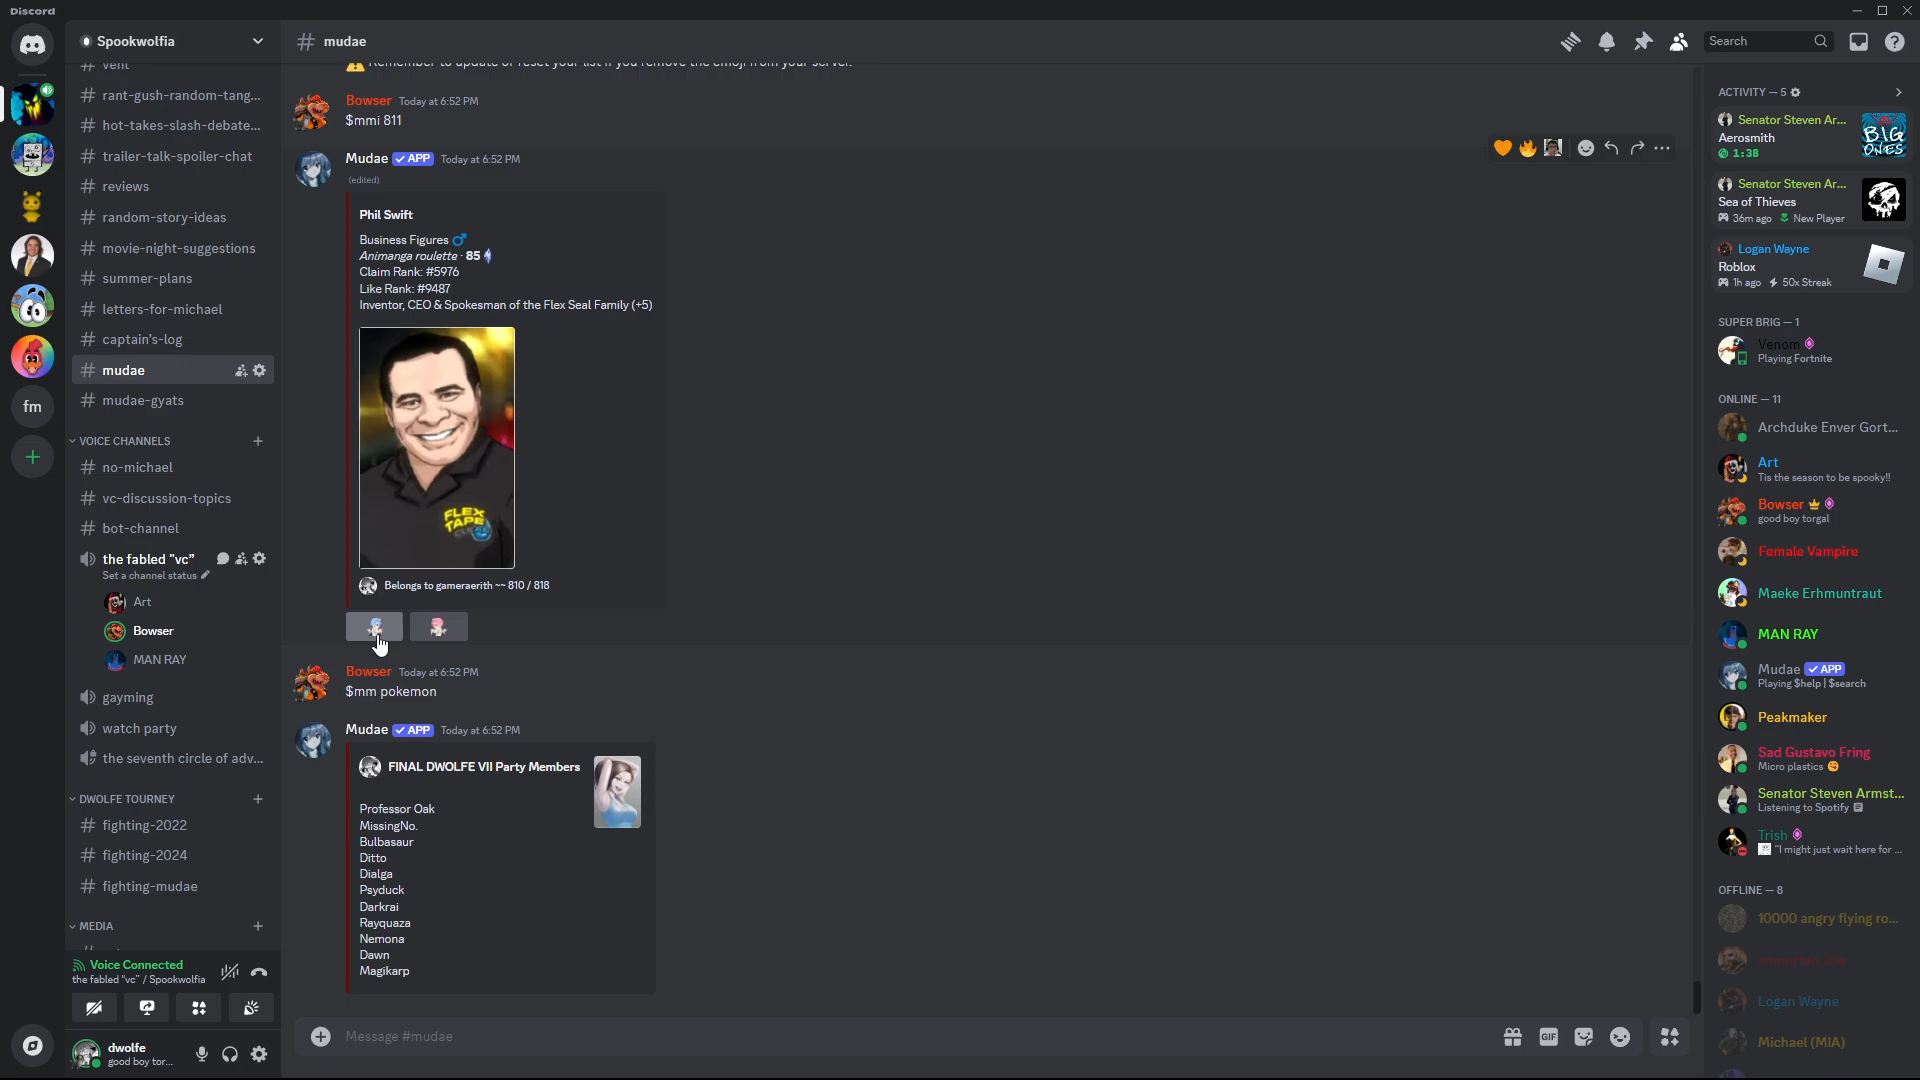 Discord
Spookwolfia
vent
rant-gush-random-tang...
hot-takes-slash-debate...
trailer-talk-spoiler-chat
reviews
random-story-ideas
movie-night-suggestions
summer-plans
letters-for-michael
captain's-log
mudae
mudae-gyats
VOICE CHANNELS
no-michael
vc-discussion-topics
bot-channel
the fabled "vc"
Set a channel status
Art
Bowser
MAN RAY
gayming
watch party
the seventh circle of adv...
DWOLFE TOURNEY
fighting-2022
fighting-2024
fighting-mudae
MEDIA
Voice Connected
the fabled "vc" / Spookwolfia
dwolfe
good boy tor...
fm
# mudae
Search
Remember to update or reset your list if you remove the emoji from your server.
Bowser Today at 6:52 PM
$mmi 811
Mudae ✓ APP Today at 6:52 PM
(edited)
Phil Swift
Business Figures
Animanga roulette · 85
Claim Rank: #5976
Like Rank: #9487
Inventor, CEO & Spokesman of the Flex Seal Family (+5)
FLEX
TAPE
Belongs to gameraerith ~~ 810 / 818
Bowser Today at 6:52 PM
$mm pokemon
Mudae ✓ APP Today at 6:52 PM
FINAL DWOLFE VII Party Members
Professor Oak
MissingNo.
Bulbasaur
Ditto
Dialga
Psyduck
Darkrai
Rayquaza
Nemona
Dawn
Magikarp
Message #mudae
GIF
ACTIVITY — 5
Senator Steven Ar...
Aerosmith
1:38
BIG
ONES
Senator Steven Ar...
Sea of Thieves
36m ago New Player
Logan Wayne
Roblox
1h ago 50x Streak
SUPER BRIG — 1
Venom
Playing Fortnite
ONLINE — 11
Archduke Enver Gort...
Art
Tis the season to be spooky!!
Bowser
good boy torgal
Female Vampire
Maeke Erhmuntraut
MAN RAY
Mudae ✓ APP
Playing $help | $search
Peakmaker
Sad Gustavo Fring
Micro plastics
Senator Steven Armst...
Listening to Spotify
Trish
"I might just wait here for ...
OFFLINE — 8
10000 angry flying ro...
Logan Wayne
Michael (MIA)